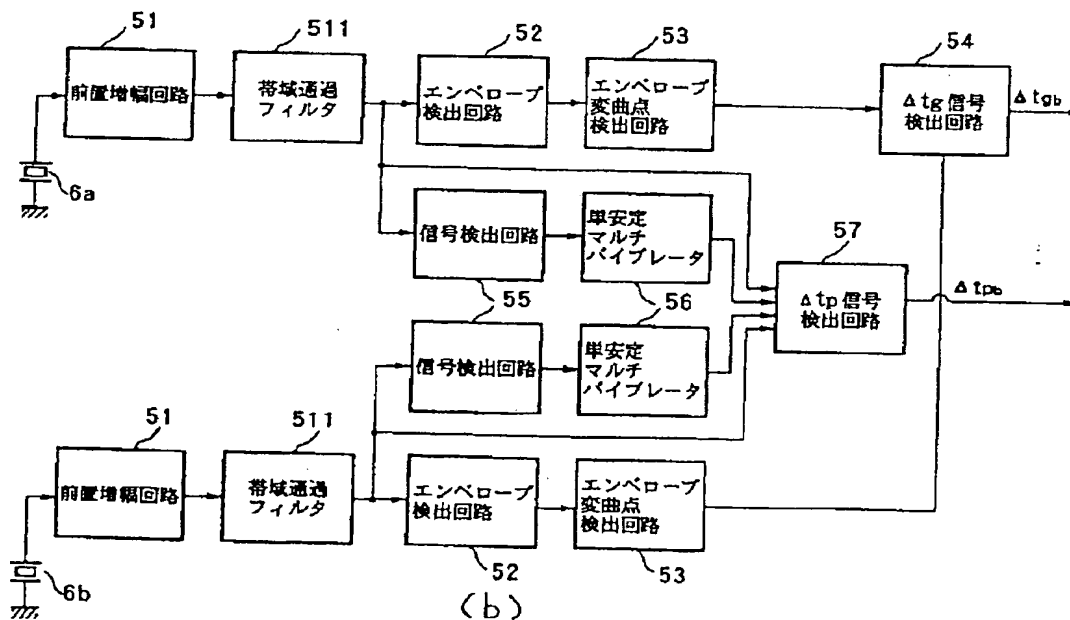 51
511
52
53
54
前置増幅回路
帯域通過
フィルタ
エンベロープ
検出回路
エンベロープ
変曲点
検出回路
Δtg信号
検出回路
Δtgb
6a
信号検出回路
単安定
マルチ
バイブレータ
57
55
56
Δtp信号
検出回路
Δtpb
信号検出回路
単安定
マルチ
バイブレータ
51
511
前置増幅回路
帯域通過
フィルタ
エンベロープ
検出回路
エンベロープ
変曲点
検出回路
6b
52
53
(b)